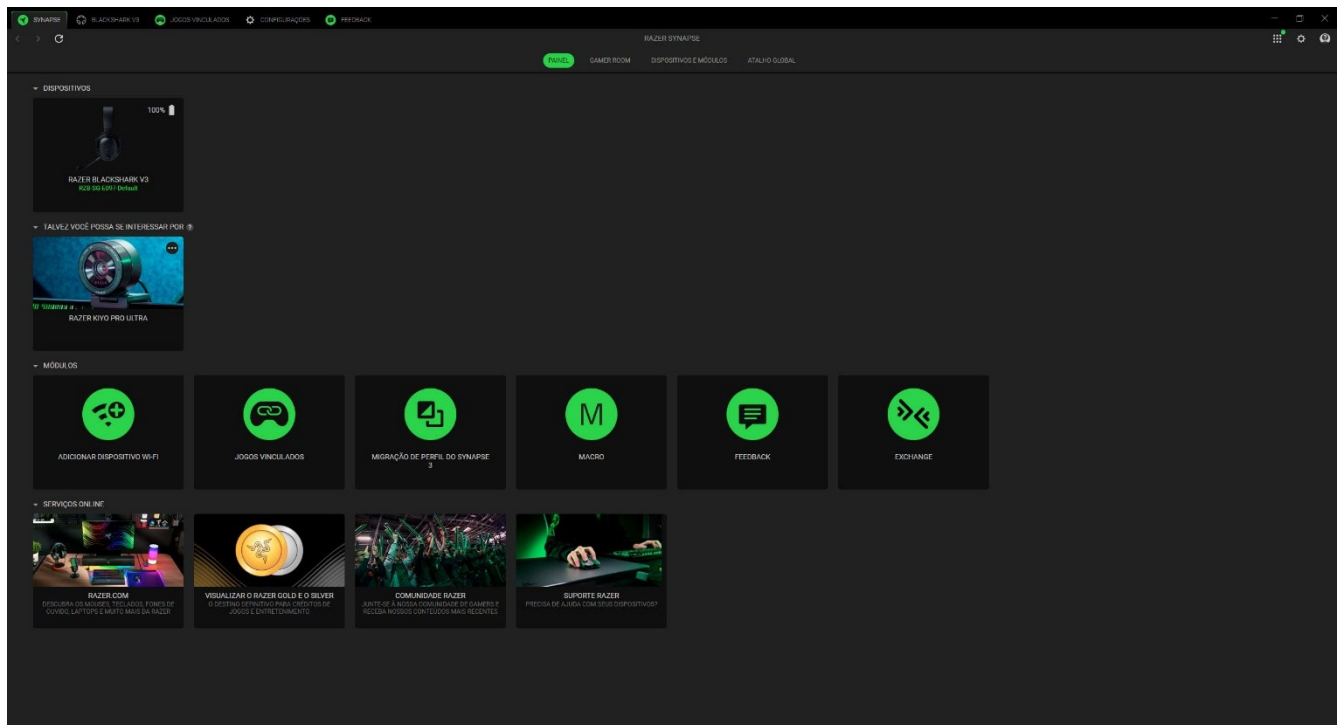 SYNAPSE
BLACKSHARK V3
JOGOS VINCULADOS
CONFIGURAÇÕES
FEEDBACK
RAZER SYNAPSE
PAINEL
GAMER ROOM
DISPOSITIVOS E MÓDULOS
ATALHO GLOBAL
DISPOSITIVOS
100%
RAZER BLACKSHARK V3
Default
TALVEZ VOCÊ POSSA SE INTERESSAR POR
RAZER KIYO PRO ULTRA
MÓDULOS
ADICIONAR DISPOSITIVO WI-FI
JOGOS VINCULADOS
MIGRAÇÃO DE PERFIL DO SYNAPSE
3
M
MACRO
FEEDBACK
EXCHANGE
SERVIÇOS ONLINE
RAZER.COM
DESCUBRA OS MOUSES, TECLADOS, FONES DE
OUVIDO, LAPTOPS E MUITO MAIS DA RAZER
VISUALIZAR O RAZER GOLD E O SILVER
O DESTINO DEFINITIVO PARA CRÉDITOS DE
JOGOS E ENTRETENIMENTO
COMUNIDADE RAZER
JUNTE-SE À NOSSA COMUNIDADE DE GAMERS E
RECEBA NOSSOS CONTEÚDOS MAIS RECENTES
SUPORTE RAZER
PRECISA DE AJUDA COM SEUS DISPOSITIVOS?